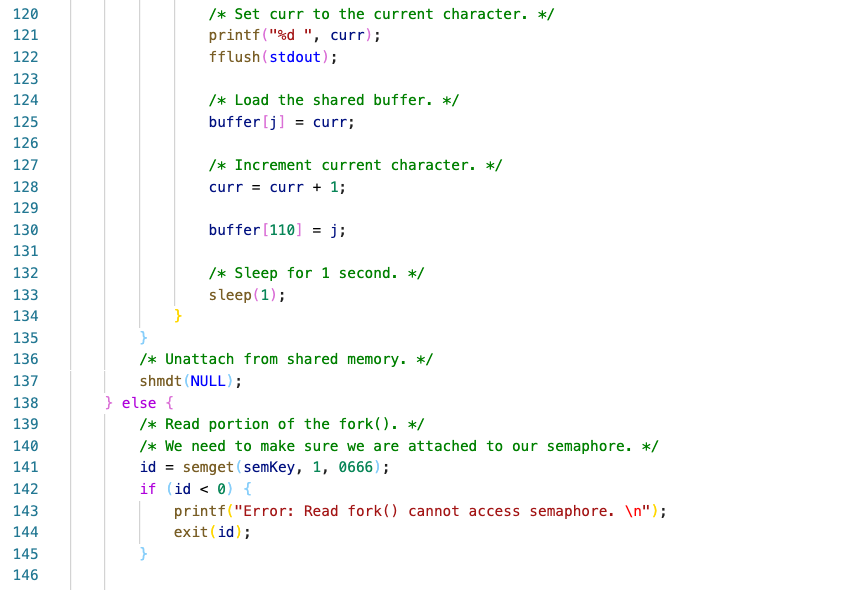 120 /* Set curr to the current character. */
121 printf("%d ", curr);
122 fflush(stdout);
123
124 /* Load the shared buffer. */
125 buffer[j] = curr;
126
127 /* Increment current character. */
128 curr = curr + 1;
129
130 buffer[110] = j;
131
132 /* Sleep for 1 second. */
133 sleep(1);
134 }
135 }
136 /* Unattach from shared memory. */
137 shmdt(NULL);
138 } else {
139 /* Read portion of the fork(). */
140 /* We need to make sure we are attached to our semaphore. */
141 id = semget(semKey, 1, 0666);
142 if (id < 0) {
143 printf("Error: Read fork() cannot access semaphore. \n");
144 exit(id);
145 }
146